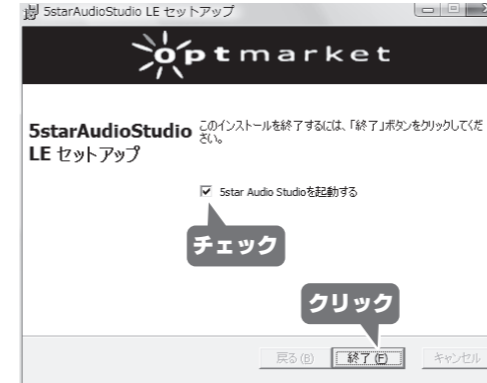 5starAudioStudio LE セットアップ
optmarket
5starAudioStudio
LE セットアップ
このインストールを終了するには、「終了」ボタンをクリックしてくだ
さい。
5star Audio Studioを起動する
チェック
クリック
戻る(B)
終了(F)
キャンセル